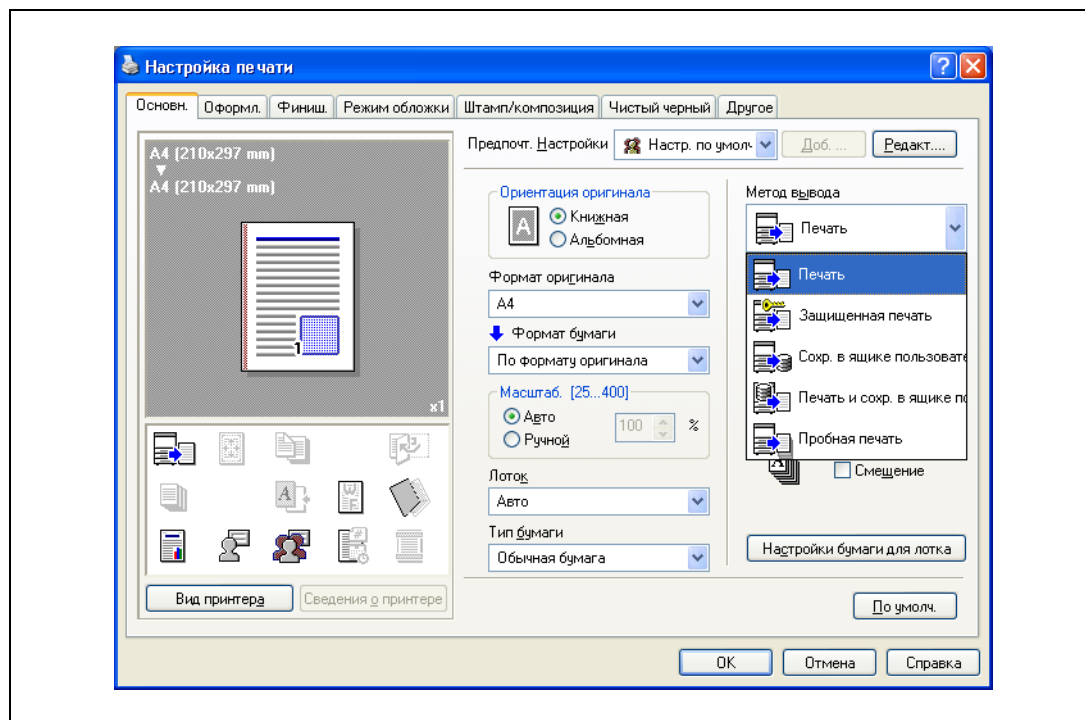 Настройка печати
Основн. Оформл. Финиш. Режим обложки Штамп/композиция Чистый черный Другое
A4 (210x297 mm)
A4 (210x297 mm)
1
x1
Вид принтера Сведения о принтере
Предпочт. Настройки Настр. по умолч Доб. ... Редакт....
Ориентация оригинала
A
Книжная
Альбомная
Формат оригинала
A4
Формат бумаги
По формату оригинала
Масштаб. [25...400]
Авто
Ручной
100 %
Лоток
Авто
Тип бумаги
Обычная бумага
Метод вывода
Печать
Печать
Защищенная печать
Сохр. в ящике пользовате
Печать и сохр. в ящике по
Пробная печать
Смещение
Настройки бумаги для лотка
По умолч.
OK Отмена Справка